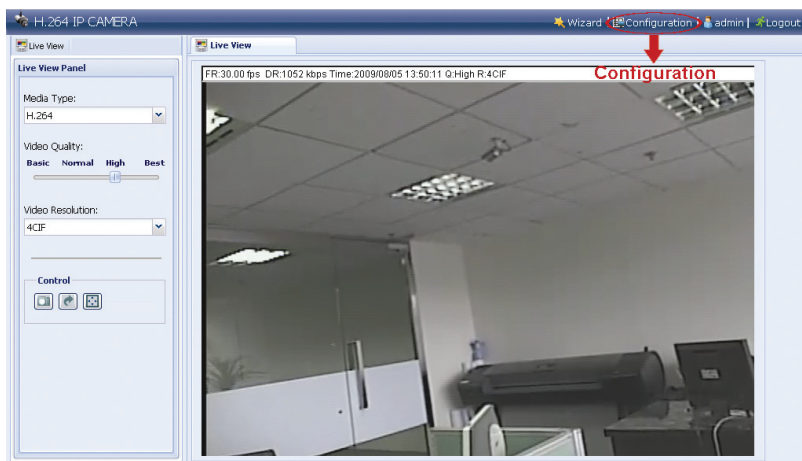 H.264 IP CAMERA
Wizard | Configuration | admin | Logout
Live View
Live View
Live View Panel
FR:30.00 fps DR:1052 kbps Time:2009/08/05 13:50:11 Q:High R:4CIF
Configuration
Media Type:
H.264
Video Quality:
Basic Normal High Best
Video Resolution:
4CIF
Control